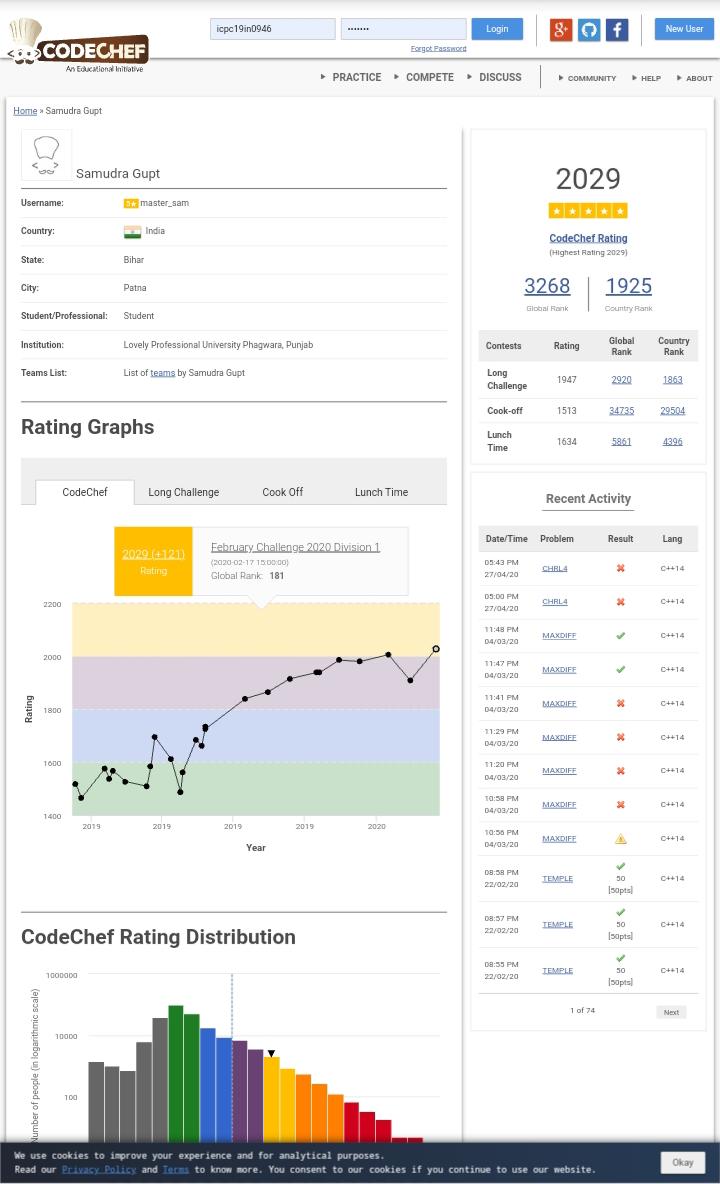 icpc19in0946
•••••••
Login
New User
Forgot Password
CODECHEF
An Educational Initiative
PRACTICE
COMPETE
DISCUSS
COMMUNITY
HELP
ABOUT
Home » Samudra Gupt
Samudra Gupt
Username: 5★ master_sam
Country: India
State: Bihar
City: Patna
Student/Professional: Student
Institution: Lovely Professional University Phagwara, Punjab
Teams List: List of teams by Samudra Gupt
Rating Graphs
CodeChef
Long Challenge
Cook Off
Lunch Time
2029 (+121)
Rating
February Challenge 2020 Division 1
(2020-02-17 15:00:00)
Global Rank: 181
2200
2000
1800
1600
1400
Rating
2019 2019 2019 2019 2020
Year
CodeChef Rating Distribution
1000000
10000
100
Number of people (in logarithmic scale)
2029
★★★★★
CodeChef Rating
(Highest Rating 2029)
3268
Global Rank
1925
Country Rank
Contests Rating Global Rank Country Rank
Long Challenge 1947 2920 1863
Cook-off 1513 34735 29504
Lunch Time 1634 5861 4396
Recent Activity
Date/Time Problem Result Lang
05:43 PM 27/04/20 CHRL4 C++14
05:00 PM 27/04/20 CHRL4 C++14
11:48 PM 04/03/20 MAXDIFF C++14
11:47 PM 04/03/20 MAXDIFF C++14
11:41 PM 04/03/20 MAXDIFF C++14
11:29 PM 04/03/20 MAXDIFF C++14
11:20 PM 04/03/20 MAXDIFF C++14
10:58 PM 04/03/20 MAXDIFF C++14
10:56 PM 04/03/20 MAXDIFF C++14
08:58 PM 22/02/20 TEMPLE 50 [50pts] C++14
08:57 PM 22/02/20 TEMPLE 50 [50pts] C++14
08:55 PM 22/02/20 TEMPLE 50 [50pts] C++14
1 of 74
Next
We use cookies to improve your experience and for analytical purposes.
Read our Privacy Policy and Terms to know more. You consent to our cookies if you continue to use our website.
Okay